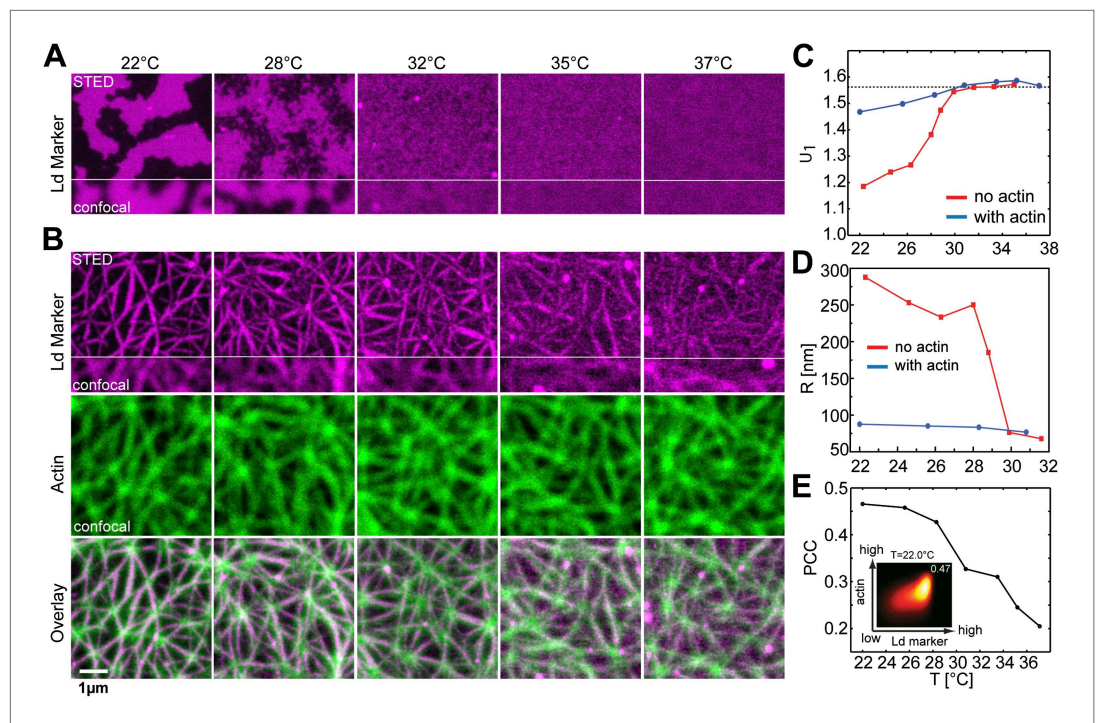 A
22°C 28°C 32°C 35°C 37°C
STED
Ld Marker
confocal
B
STED
Ld Marker
confocal
Actin
confocal
Overlay
1µm
C
1.6
1.5
1.4
1.3
1.2
1.0
U1
no actin
with actin
22 26 30 34 38
D
300
250
200
150
100
50
R [nm]
no actin
with actin
22 24 26 28 30 32
E
0.5
0.4
0.3
0.2
PCC
high
T=22.0°C
0.47
actin
low
Ld marker
high
22 24 26 28 30 32 34 36
T [°C]